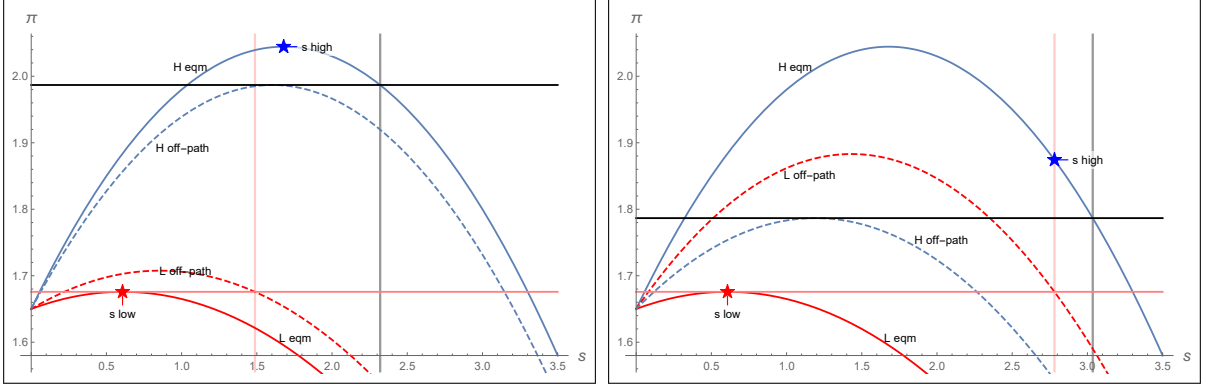 π
2.0
1.9
1.8
1.7
1.6
H eqm
s high
H off-path
L off-path
s low
L eqm
0.5 1.0 1.5 2.0 2.5 3.0 3.5 s
π
2.0
1.9
1.8
1.7
1.6
H eqm
s high
L off-path
H off-path
s low
L eqm
0.5 1.0 1.5 2.0 2.5 3.0 3.5 s